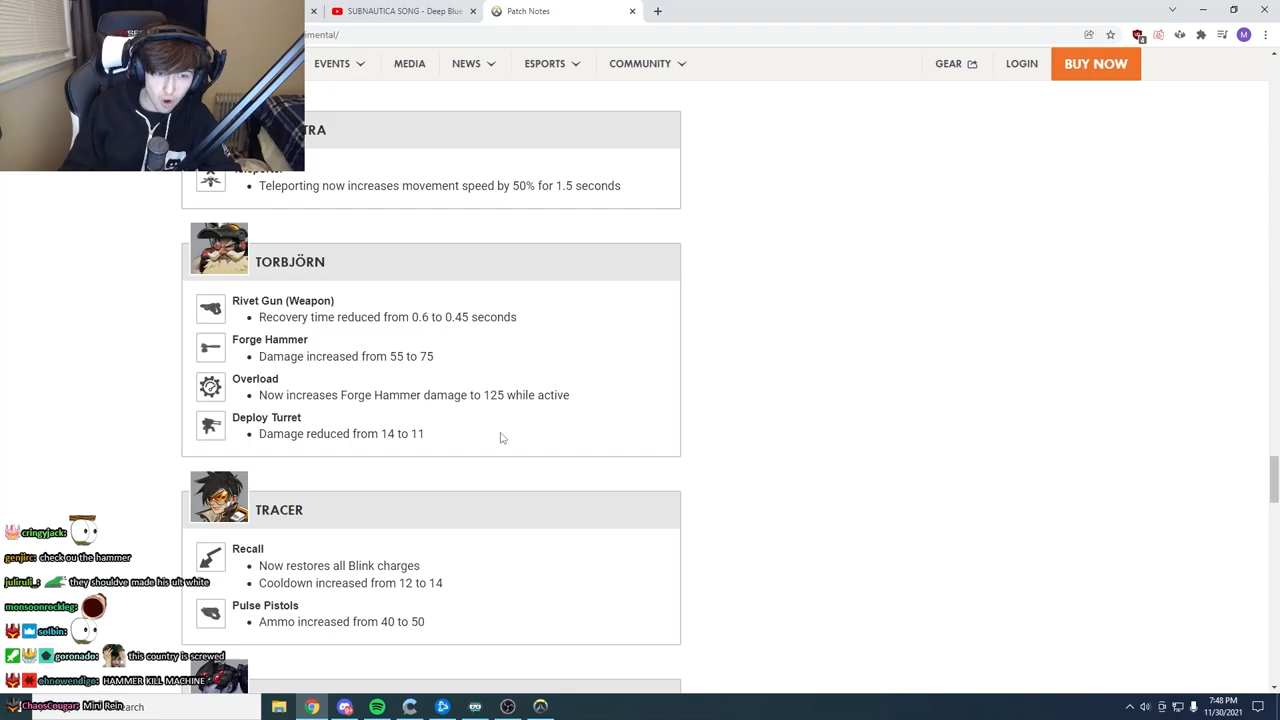 SUBNAUTICA SONG - Deep Blue
Patch Notes
imental/
EVENTS
MEDIA
NEWS
ESPORTS
COMMUNITY
GEAR
LOGIN
BUY NOW
TRA
Teleporter
Teleporting now increases movement speed by 50% for 1.5 seconds
TORBJÖRN
Rivet Gun (Weapon)
Recovery time reduced from 0.6 to 0.45 seconds
Forge Hammer
Damage increased from 55 to 75
Overload
Now increases Forge Hammer damage to 125 while active
Deploy Turret
Damage reduced from 14 to 11
TRACER
Recall
Now restores all Blink charges
Cooldown increased from 12 to 14
Pulse Pistols
Ammo increased from 40 to 50
cringyjack:
genjirc: check ou the hammer
juliruli_: they shouldve made his ult white
monsoonrockleg:
solbin:
goronado: this country is screwed
ohnowendigo: HAMMER KILL MACHINE
ChaosCougar: Mini Rein
earch
7:48 PM
11/30/2021